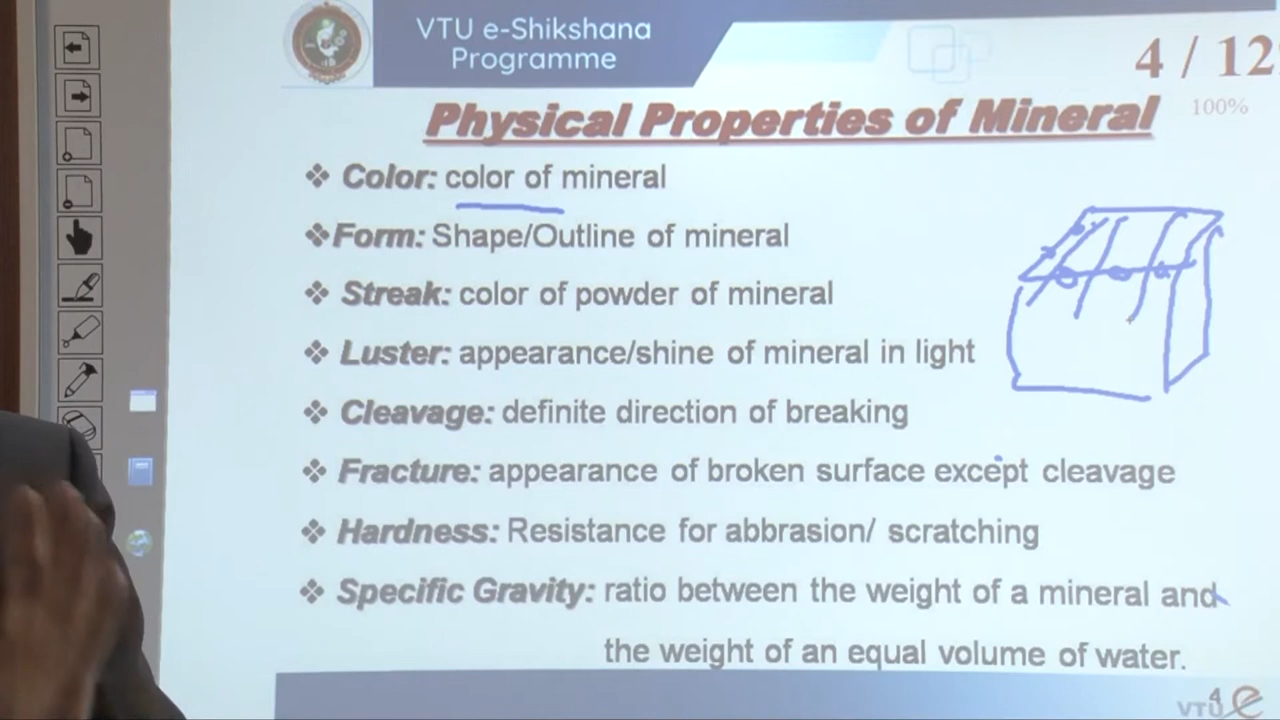 VTU e-Shikshana
Programme
4 / 12
100%
Physical Properties of Mineral
❖ Color: color of mineral
❖ Form: Shape/Outline of mineral
❖ Streak: color of powder of mineral
❖ Luster: appearance/shine of mineral in light
❖ Cleavage: definite direction of breaking
❖ Fracture: appearance of broken surface except cleavage
❖ Hardness: Resistance for abbrasion/ scratching
❖ Specific Gravity: ratio between the weight of a mineral and
the weight of an equal volume of water.
4
VTU e